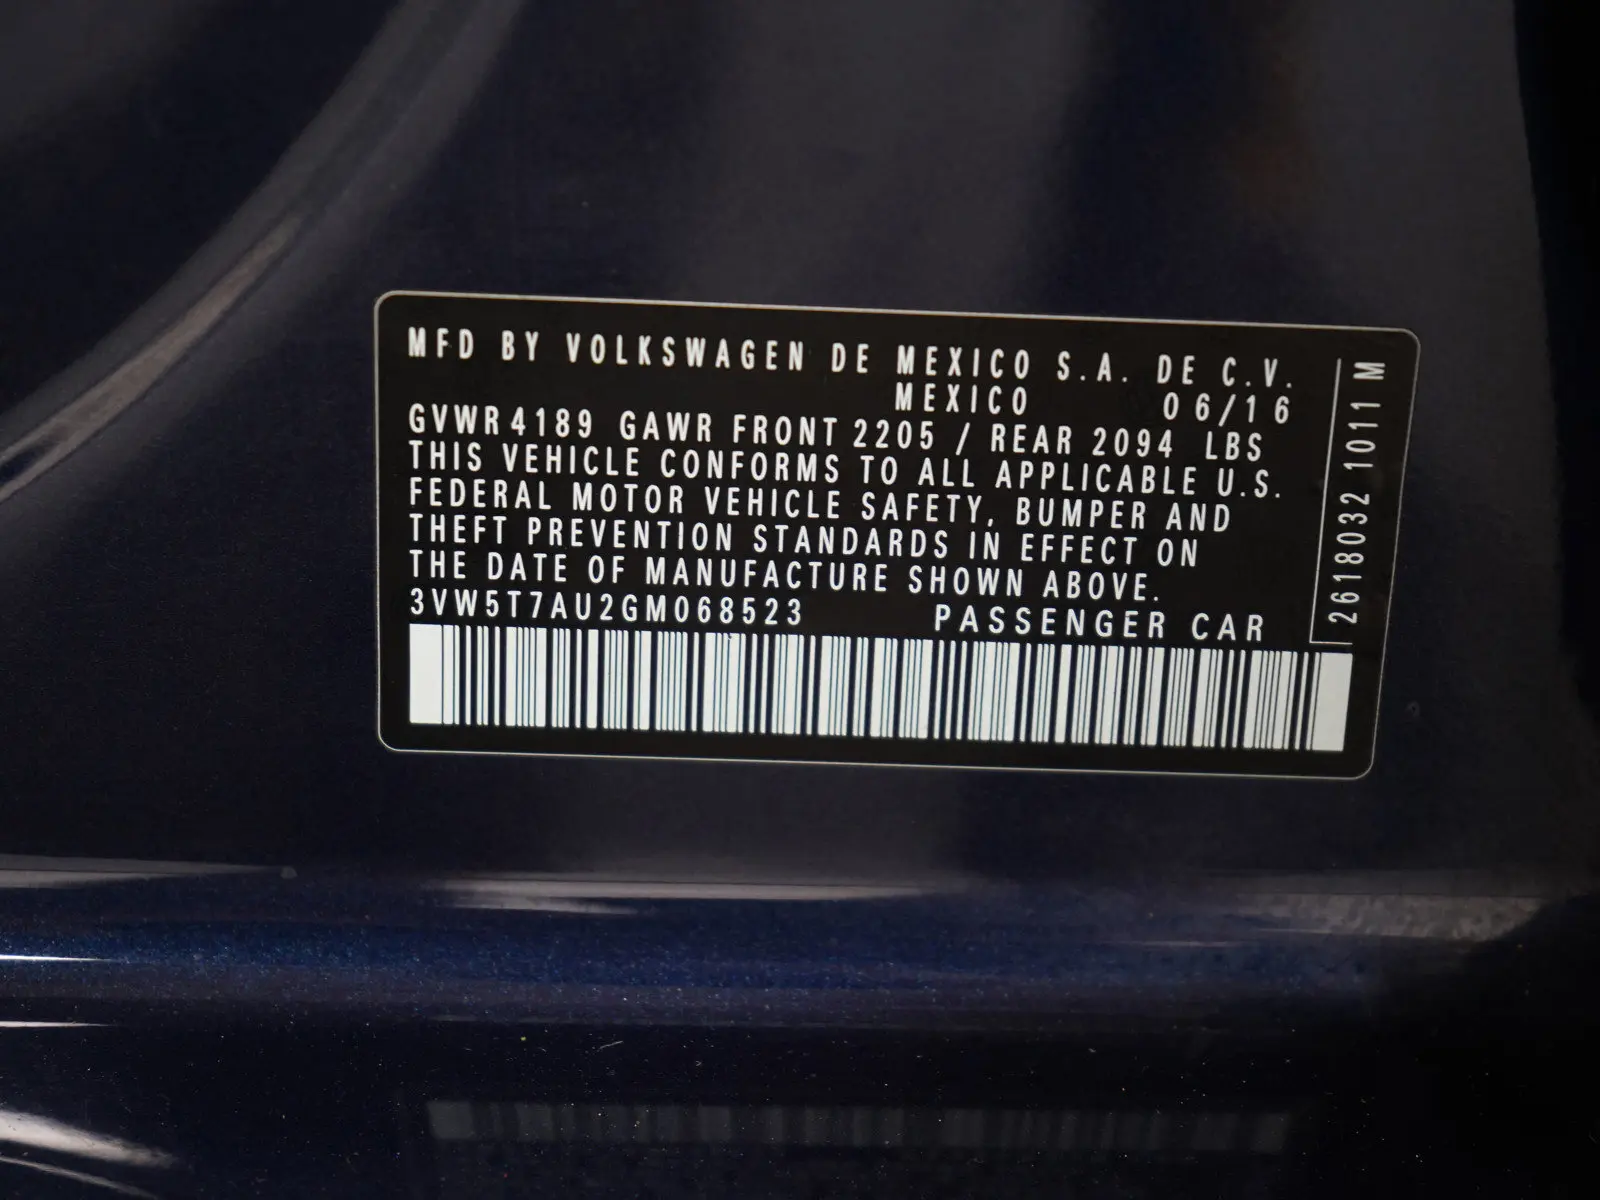 MFD BY VOLKSWAGEN DE MEXICO S.A. DE C.V.
MEXICO 06/16
GVWR 4189 GAWR FRONT 2205 / REAR 2094 LBS
THIS VEHICLE CONFORMS TO ALL APPLICABLE U.S.
FEDERAL MOTOR VEHICLE SAFETY, BUMPER AND
THEFT PREVENTION STANDARDS IN EFFECT ON
THE DATE OF MANUFACTURE SHOWN ABOVE.
3VW5T7AU2GM068523 PASSENGER CAR
2618032 1011 M